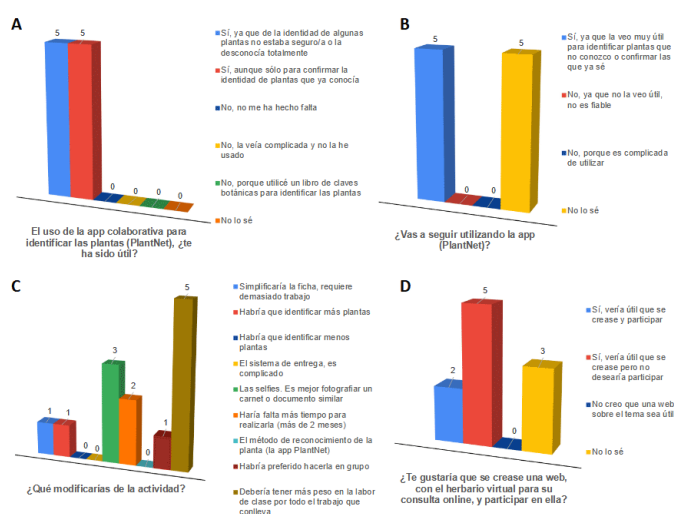 A
5
5
0
0
0
0
El uso de la app colaborativa para
identificar las plantas (PlantNet), ¿te
ha sido útil?
Sí, ya que de la identidad de algunas
plantas no estaba seguro/a o la
desconocía totalmente
Sí, aunque sólo para confirmar la
identidad de plantas que ya conocía
No, no me ha hecho falta
No, la veía complicada y no la he
usado
No, porque utilicé un libro de claves
botánicas para identificar las plantas
No lo sé
B
5
0
0
5
¿Vas a seguir utilizando la app
(PlantNet)?
Sí, ya que la veo muy útil
para identificar plantas que
no conozco o confirmar las
que ya sé
No, ya que no la veo útil,
no es fiable
No, porque es complicada
de utilizar
No lo sé
C
1
1
0
0
3
2
0
1
5
¿Qué modificarías de la actividad?
Simplificaría la ficha, requiere
demasiado trabajo
Habría que identificar más plantas
Habría que identificar menos
plantas
El sistema de entrega, es
complicado
Las selfies. Es mejor fotografiar un
carnet o documento similar
Haría falta más tiempo para
realizarla (más de 2 meses)
El método de reconocimiento de la
planta (la app PlantNet)
Habría preferido hacerla en grupo
Debería tener más peso en la labor
de clase por todo el trabajo que
conlleva
D
2
5
0
3
¿Te gustaría que se crease una web,
con el herbario virtual para su
consulta online, y participar en ella?
Sí, vería útil que se
crease y participar
Sí, vería útil que se
crease pero no
desearía participar
No creo que una web
sobre el tema sea útil
No lo sé